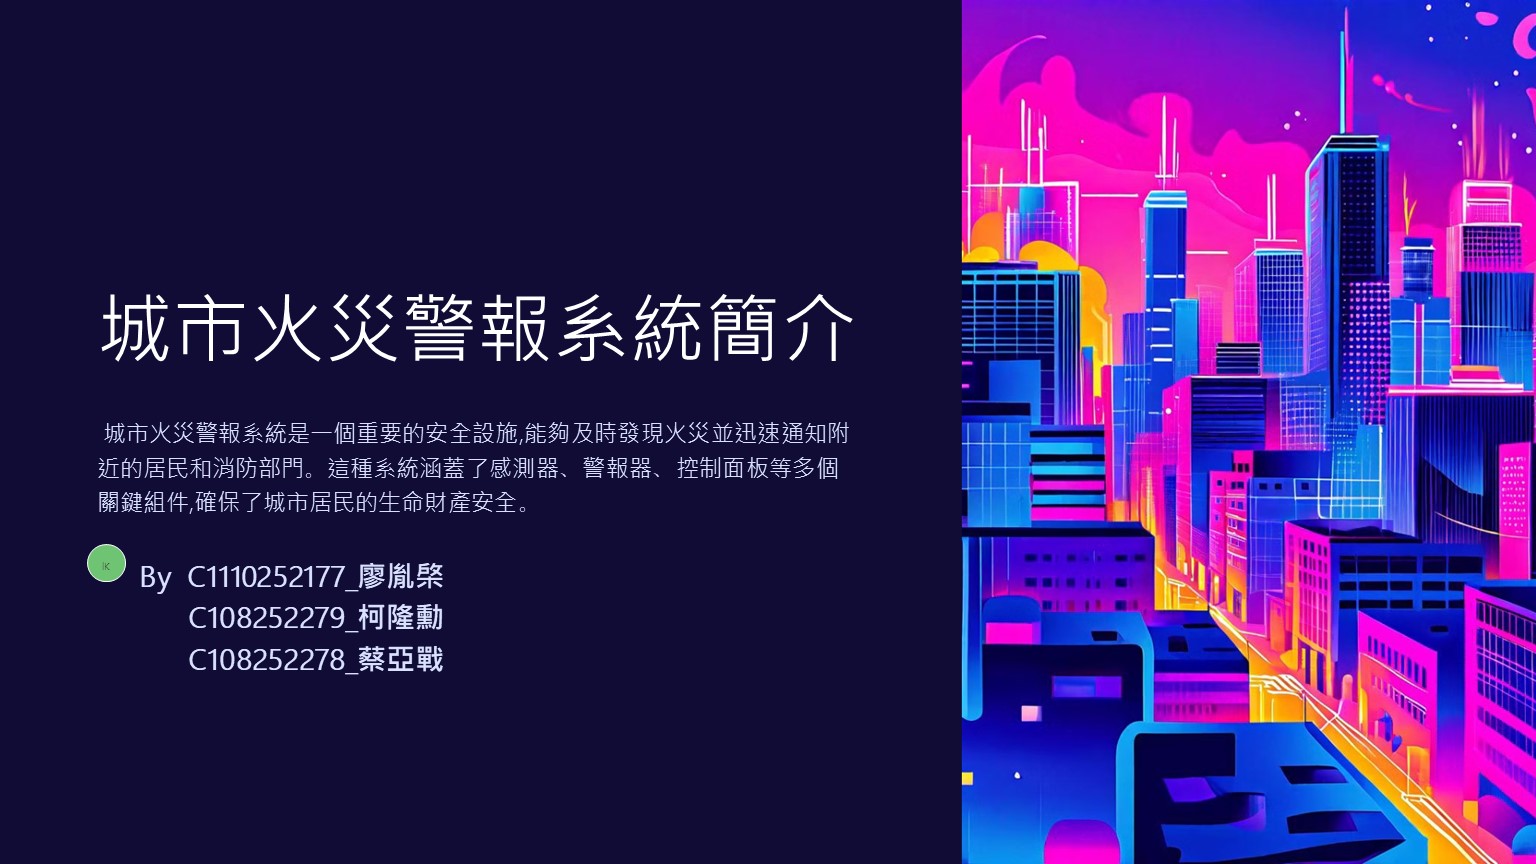 城市火災警報系統簡介
城市火災警報系統是一個重要的安全設施,能夠及時發現火災並迅速通知附
近的居民和消防部門。這種系統涵蓋了感測器、警報器、控制面板等多個
關鍵組件,確保了城市居民的生命財產安全。
IK
By C1110252177_廖胤棨
C108252279_柯隆勳
C108252278_蔡亞戰